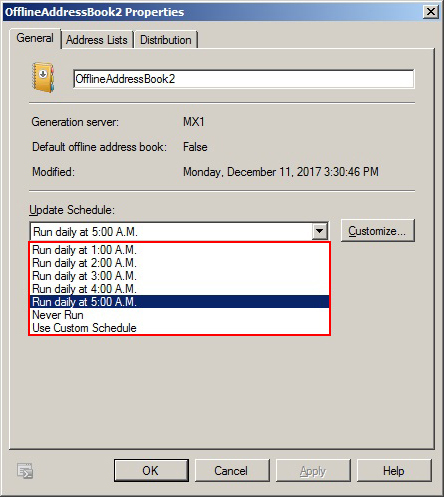 OfflineAddressBook2 Properties
General Address Lists Distribution
OfflineAddressBook2
Generation server: MX1
Default offline address book: False
Modified: Monday, December 11, 2017 3:30:46 PM
Update Schedule:
Run daily at 5:00 A.M. Customize...
Run daily at 1:00 A.M.
Run daily at 2:00 A.M.
Run daily at 3:00 A.M.
Run daily at 4:00 A.M.
Run daily at 5:00 A.M.
Never Run
Use Custom Schedule
OK Cancel Apply Help